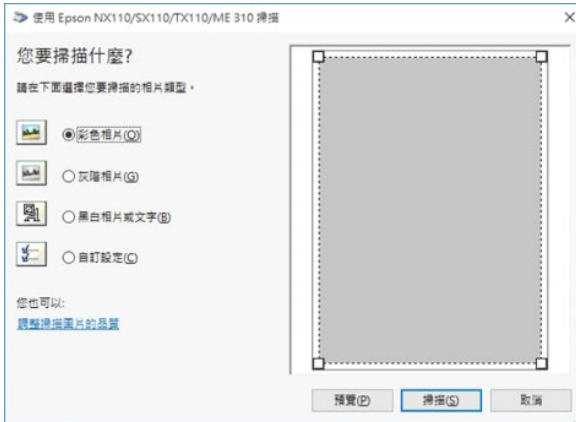 使用 Epson NX110/SX110/TX110/ME 310 掃描
您要掃描什麼?
請在下面選擇您要掃描的相片類型。
彩色相片(O)
灰階相片(G)
黑白相片或文字(B)
自訂設定(C)
您也可以:
調整掃描圖片的品質
預覽(P)
掃描(S)
取消